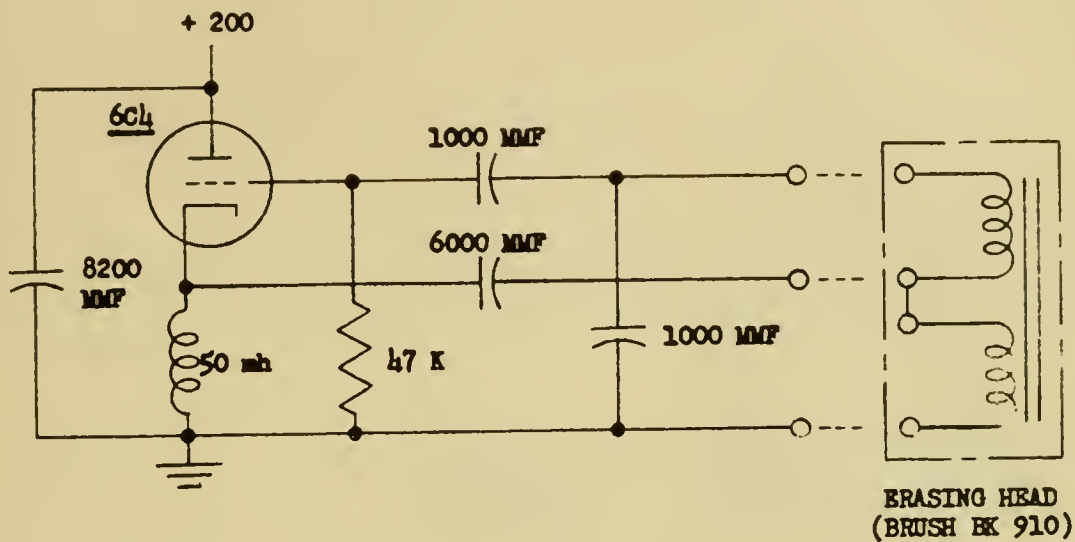 + 200
6C4
1000 MMF
6000 MMF
8200
MMF
50 mh
47 K
1000 MMF
ERASING HEAD
(BRUSH BK 910)